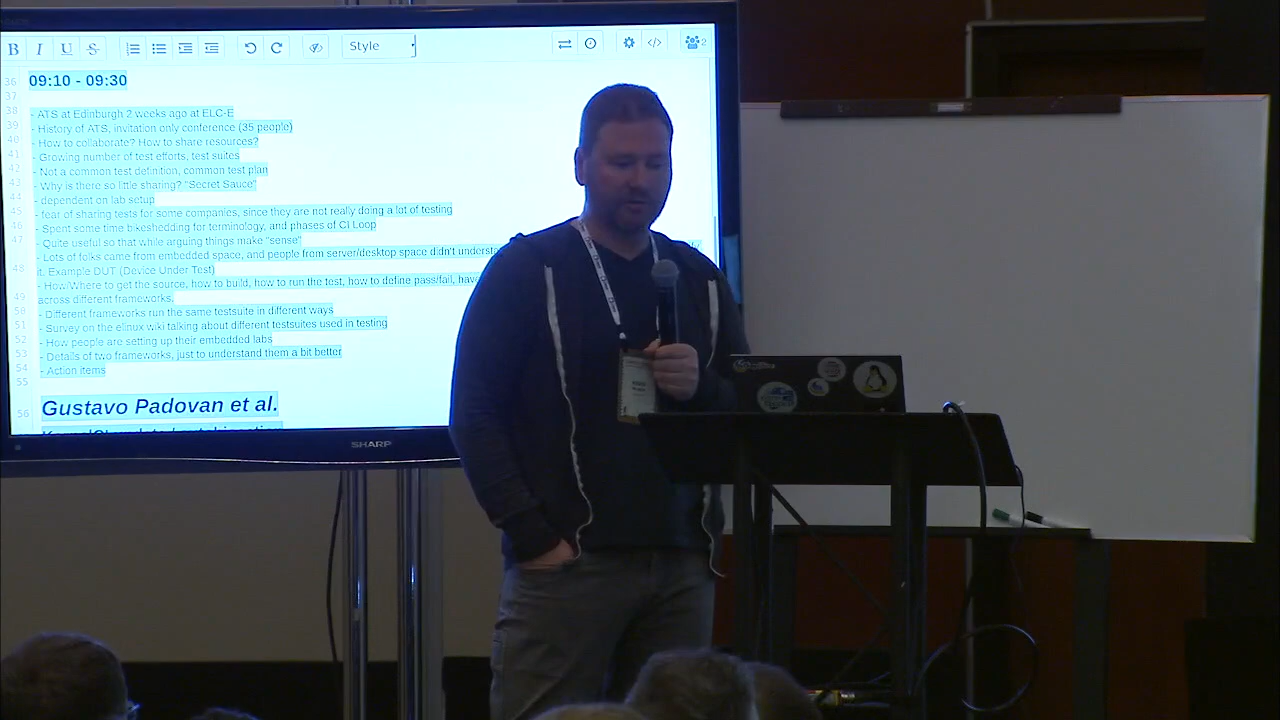 B I U S Style 2
36 09:10 - 09:30
37
38 - ATS at Edinburgh 2 weeks ago at ELC-E
39 - History of ATS, invitation only conference (35 people)
40 - How to collaborate? How to share resources?
41 - Growing number of test efforts, test suites
42 - Not a common test definition, common test plan
43 - Why is there so little sharing? "Secret Sauce"
44 - dependent on lab setup
45 - fear of sharing tests for some companies, since they are not really doing a lot of testing
46 - Spent some time bikeshedding for terminology, and phases of CI Loop
47 - Quite useful so that while arguing things make "sense"
- Lots of folks came from embedded space, and people from server/desktop space didn't
48 it. Example DUT (Device Under Test)
- How/Where to get the source, how to build, how to run the test, how to define pass/fail,
49 across different frameworks.
50 - Different frameworks run the same testsuite in different ways
51 - Survey on the elinux wiki talking about different testsuites used in testing
52 - How people are setting up their embedded labs
53 - Details of two frameworks, just to understand them a bit better
54 - Action items
55
56 Gustavo Padovan et al.
SHARP